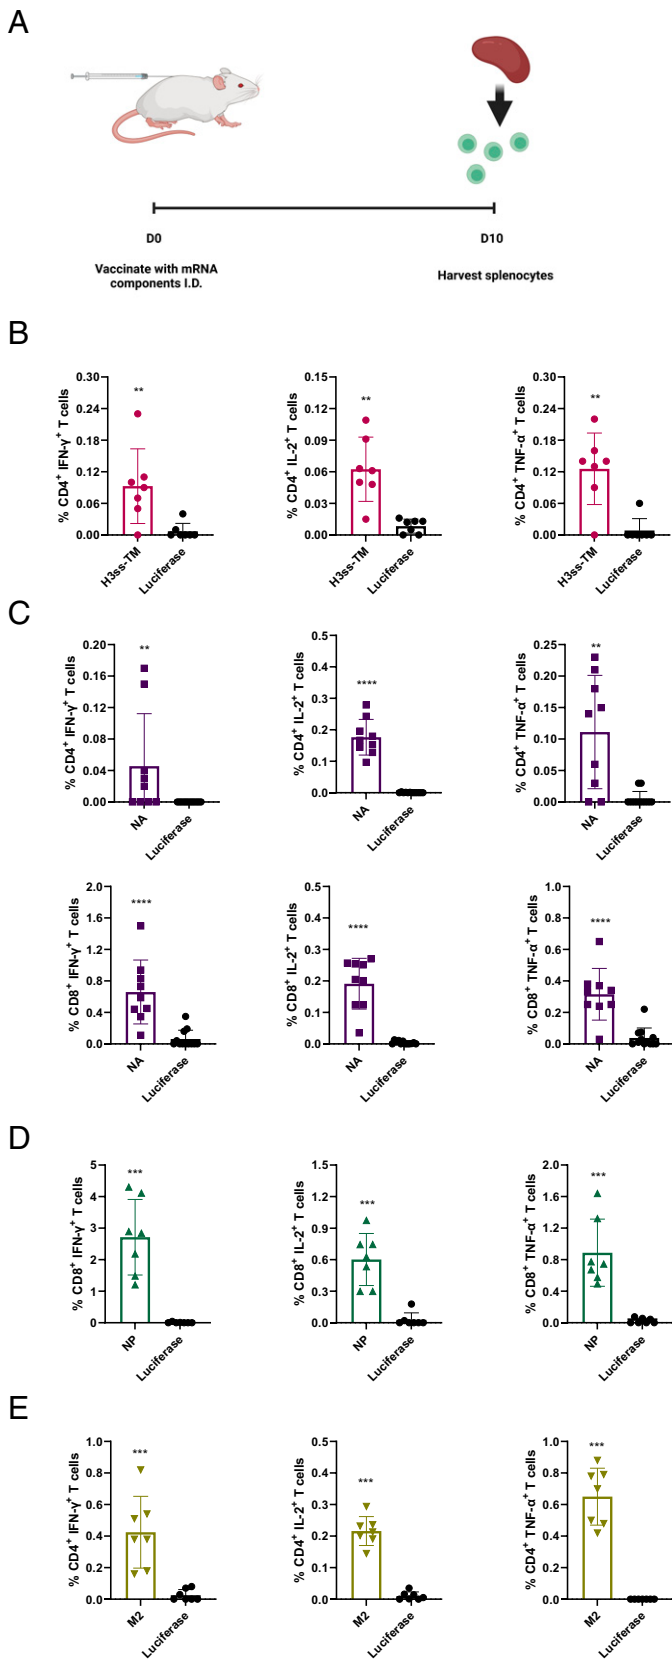 A
D0
D10
Vaccinate with mRNA
components I.D.
Harvest splenocytes
B
% CD4⁺ IFN-γ⁺ T cells
0.30
0.24
0.18
0.12
0.06
0.00
**
H3ss-TM
Luciferase
% CD4⁺ IL-2⁺ T cells
0.15
0.12
0.09
0.06
0.03
0.00
**
H3ss-TM
Luciferase
% CD4⁺ TNF-α⁺ T cells
0.30
0.24
0.18
0.12
0.06
0.00
**
H3ss-TM
Luciferase
C
% CD4⁺ IFN-γ⁺ T cells
0.20
0.16
0.12
0.08
0.04
0.00
**
NA
Luciferase
% CD4⁺ IL-2⁺ T cells
0.5
0.4
0.3
0.2
0.1
0.0
****
NA
Luciferase
% CD4⁺ TNF-α⁺ T cells
0.25
0.20
0.15
0.10
0.05
0.00
**
NA
Luciferase
% CD8⁺ IFN-γ⁺ T cells
2.0
1.6
1.2
0.8
0.4
0.0
****
NA
Luciferase
% CD8⁺ IL-2⁺ T cells
0.5
0.4
0.3
0.2
0.1
0.0
****
NA
Luciferase
% CD8⁺ TNF-α⁺ T cells
1.0
0.8
0.6
0.4
0.2
0.0
****
NA
Luciferase
D
% CD8⁺ IFN-γ⁺ T cells
5
4
3
2
1
0
***
NP
Luciferase
% CD8⁺ IL-2⁺ T cells
1.5
1.2
0.9
0.6
0.3
0.0
***
NP
Luciferase
% CD8⁺ TNF-α⁺ T cells
2.0
1.6
1.2
0.8
0.4
0.0
***
NP
Luciferase
E
% CD4⁺ IFN-γ⁺ T cells
1.0
0.8
0.6
0.4
0.2
0.0
***
M2
Luciferase
% CD4⁺ IL-2⁺ T cells
0.5
0.4
0.3
0.2
0.1
0.0
***
M2
Luciferase
% CD4⁺ TNF-α⁺ T cells
1.0
0.8
0.6
0.4
0.2
0.0
***
M2
Luciferase